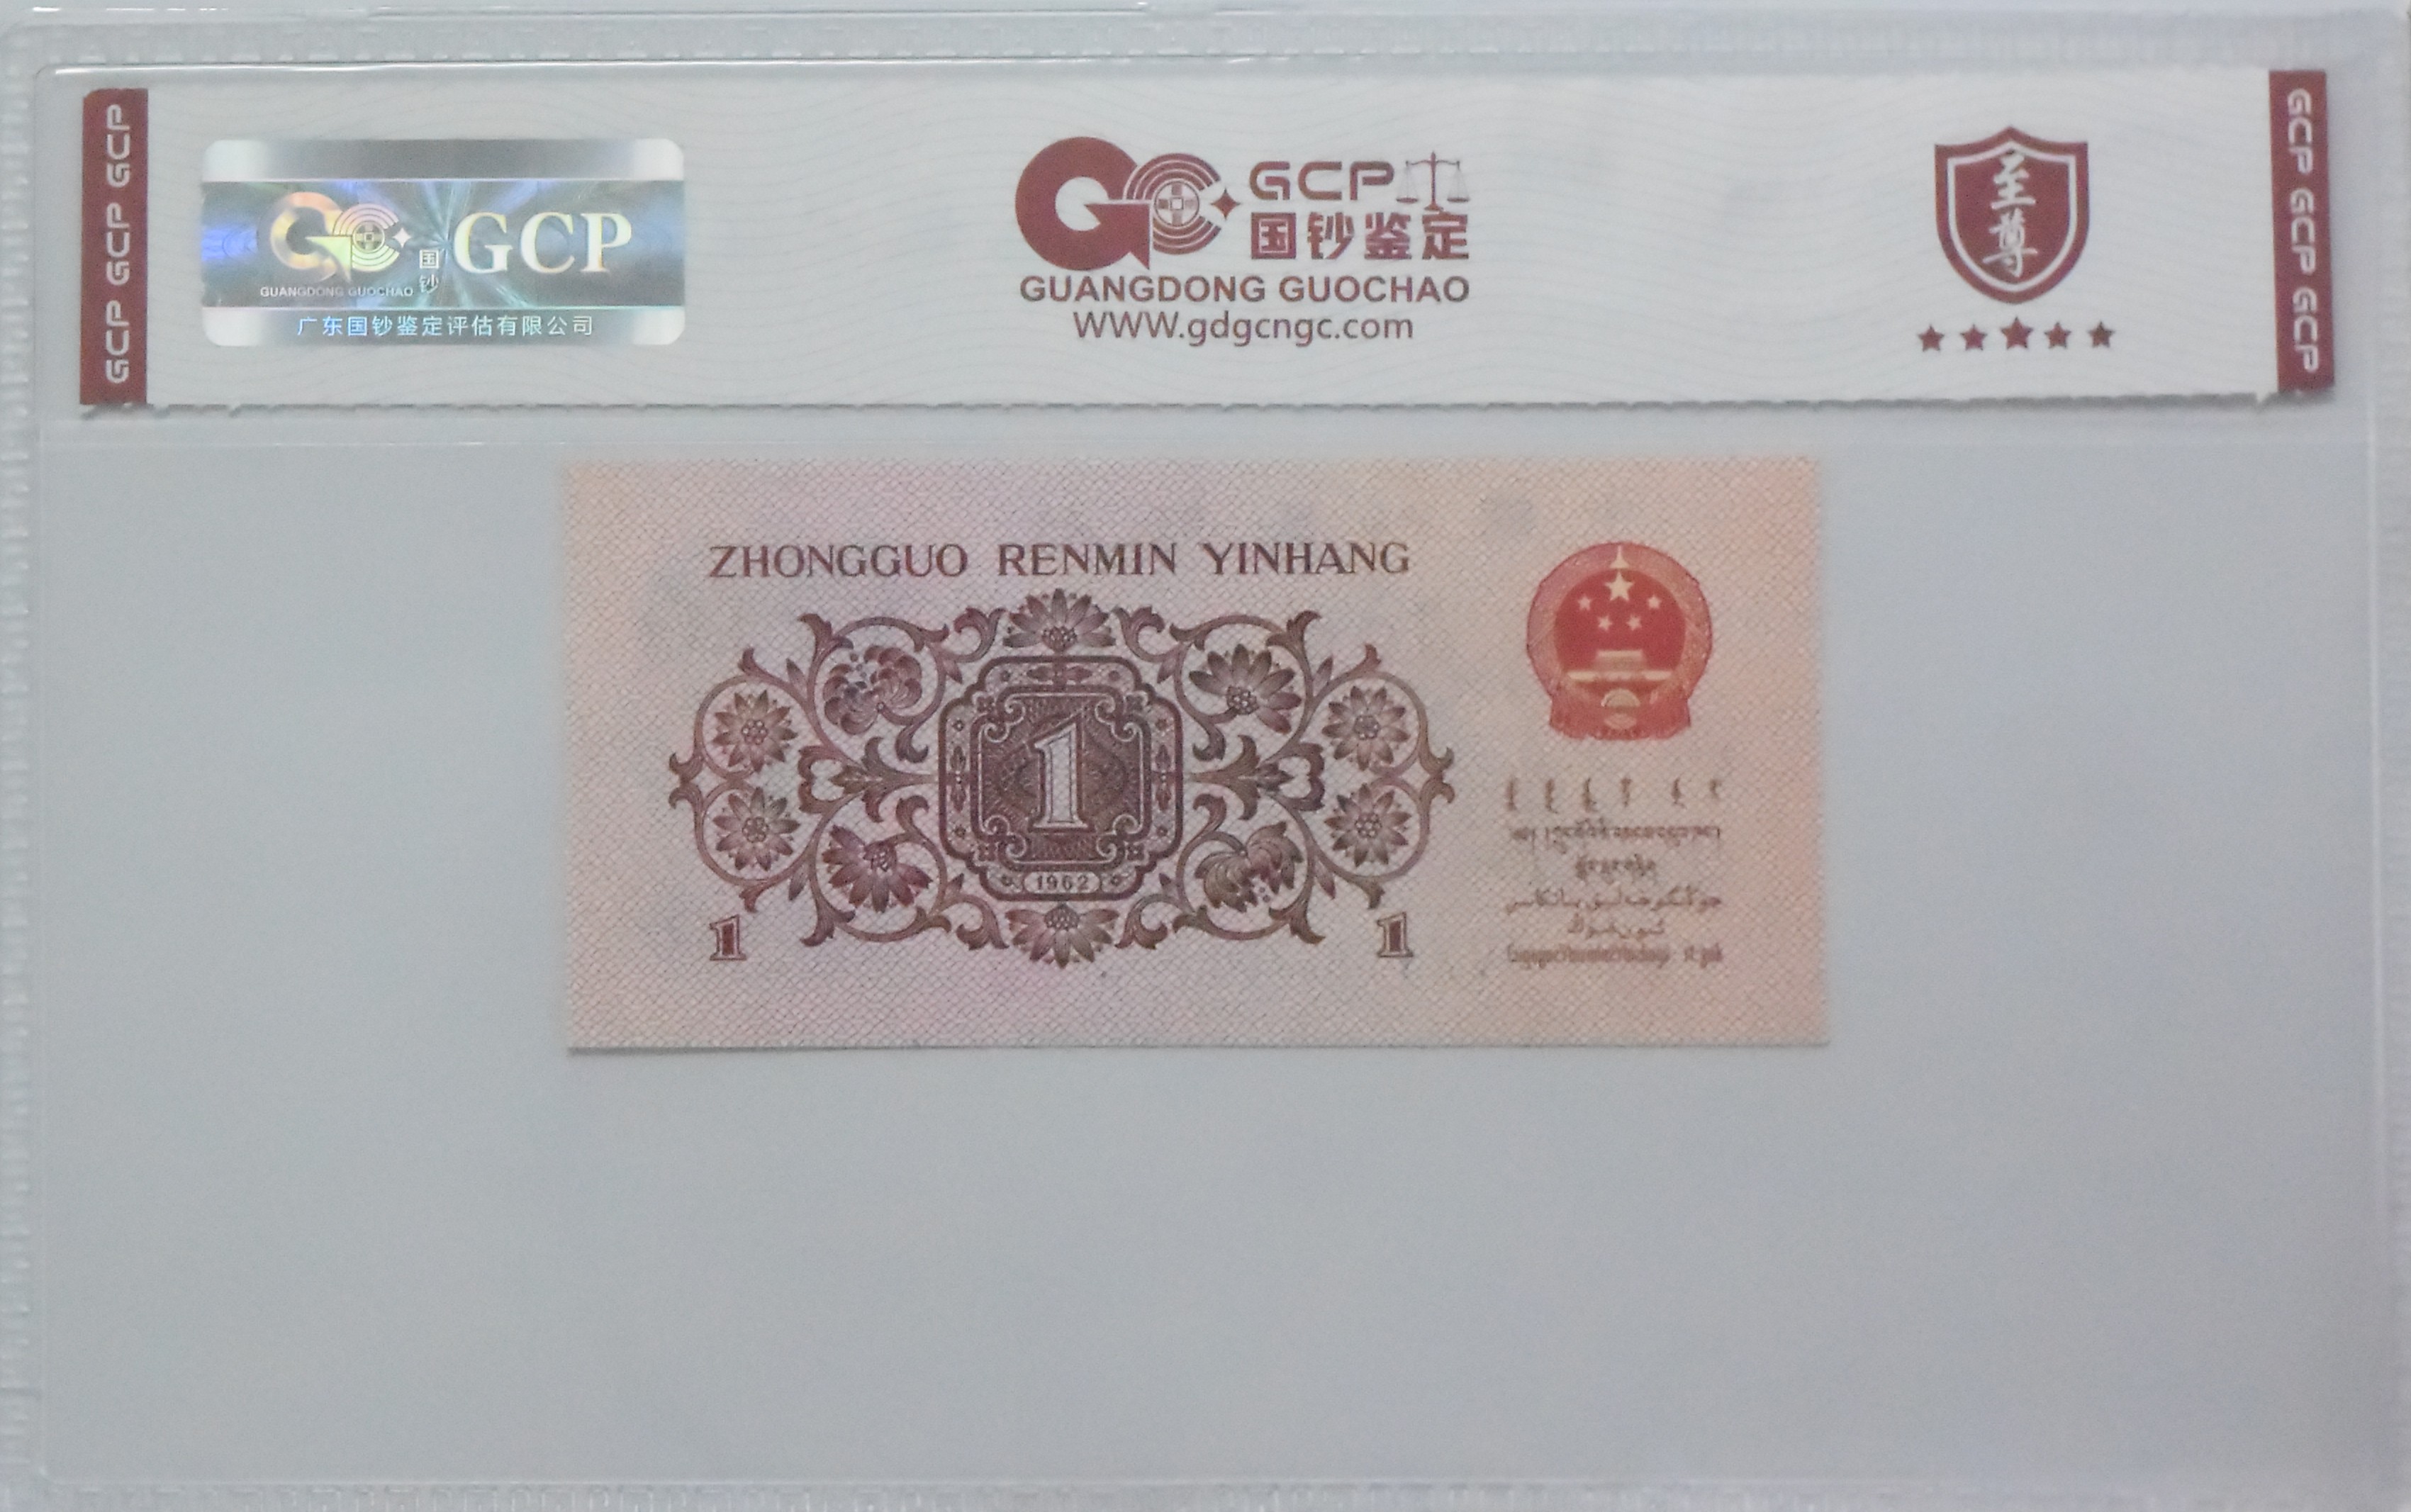 GCP GCP GCP
GUANGDONG GUOCHAO
国钞
GCP
广东国钞鉴定评估有限公司
GCP
国钞鉴定
GUANGDONG GUOCHAO
WWW.gdgcngc.com
至尊
GCP GCP GCP
ZHONGGUO RENMIN YINHANG
1
1962
1
1